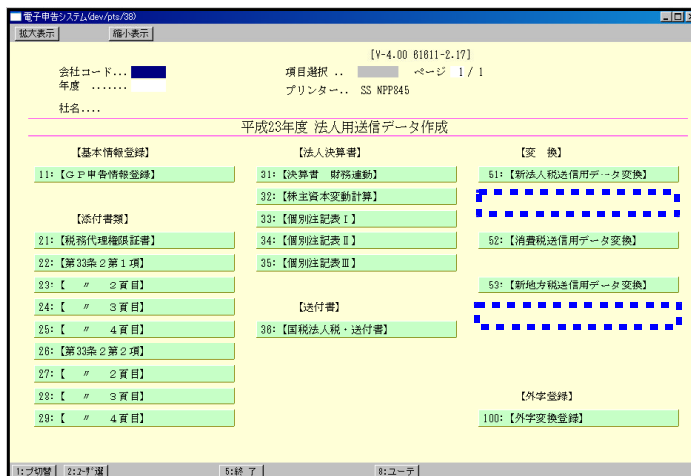 電子申告システム(dev/pts/38)
拡大表示 縮小表示
[V-4.00 61611-2.17]
会社コード... 項目選択 .. ページ 1 / 1
年度 ....... プリンター.. SS NPP845
社名....
平成23年度 法人用送信データ作成
【基本情報登録】 【法人決算書】 【変 換】
11:【ＧＰ申告情報登録】 31:【決算書 財務連動】 51:【新法人税送信用データ変換】
32:【株主資本変動計算】
【添付書類】 33:【個別注記表Ⅰ】
21:【税務代理権限証書】 34:【個別注記表Ⅱ】 52:【消費税送信用データ変換】
22:【第33条２第１項】 35:【個別注記表Ⅲ】
23:【 〃 ２頁目】 53:【新地方税送信用データ変換】
24:【 〃 ３頁目】 【送付書】
25:【 〃 ４頁目】 36:【国税法人税・送付書】
26:【第33条２第２項】
27:【 〃 ２頁目】
28:【 〃 ３頁目】 【外字登録】
29:【 〃 ４頁目】 100:【外字変換登録】
1:ﾌﾟ切替 2:ﾕｰｻﾞ選 5:終 了 8:ユーテ